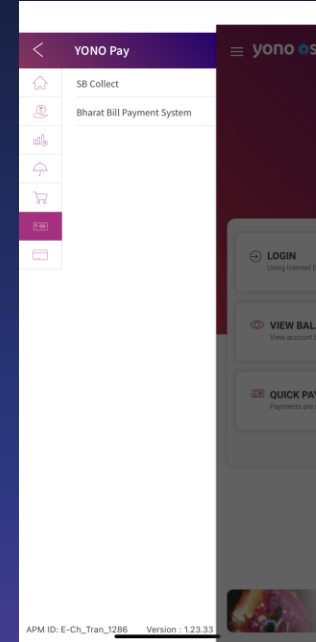 YONO Pay
SB Collect
Bharat Bill Payment System
yono
LOGIN
Using Internet
VIEW BAL
View account
QUICK PAY
Payments are
APM ID: E-Ch_Tran_1286 Version : 1.23.33